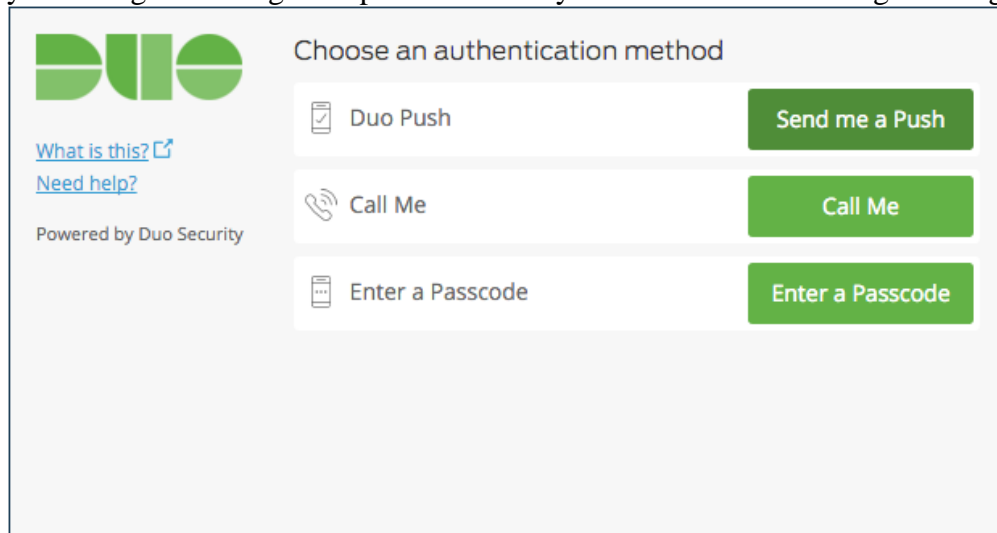 DUO
Choose an authentication method
Duo Push
Send me a Push
What is this?
Need help?
Call Me
Call Me
Powered by Duo Security
Enter a Passcode
Enter a Passcode